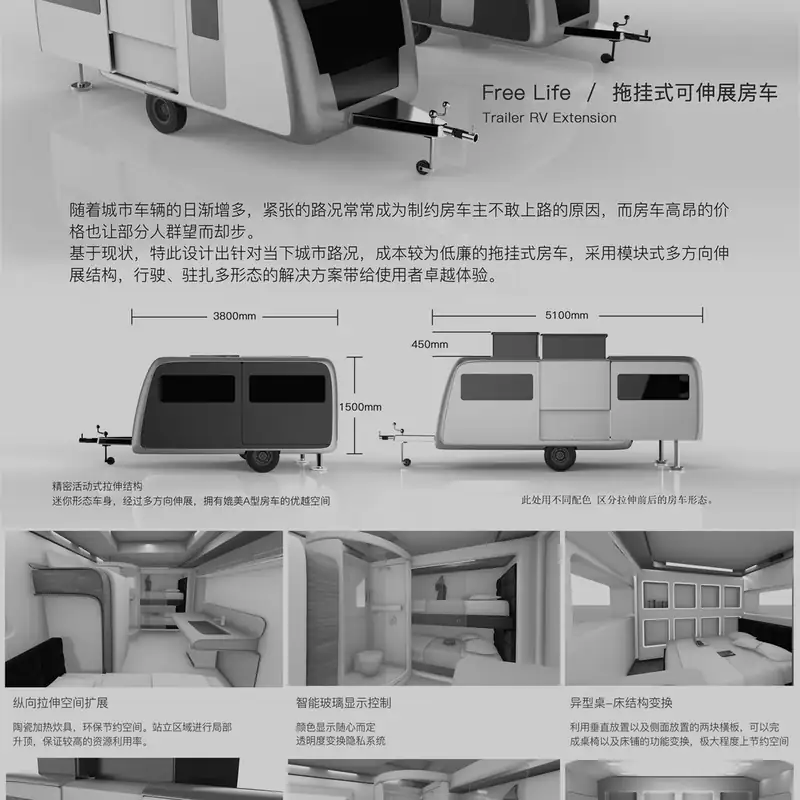 Free Life / 拖挂式可伸展房车
Trailer RV Extension
随着城市车辆的日渐增多，紧张的路况常常成为制约房车主不敢上路的原因，而房车高昂的价
格也让部分人群望而却步。
基于现状，特此设计出针对当下城市路况，成本较为低廉的拖挂式房车，采用模块式多方向伸
展结构，行驶、驻扎多形态的解决方案带给使用者卓越体验。
3800mm
5100mm
450mm
1500mm
精密活动式拉伸结构
迷你形态车身，经过多方向伸展，拥有媲美A型房车的优越空间
此处用不同配色 区分拉伸前后的房车形态。
纵向拉伸空间扩展
陶瓷加热炊具，环保节约空间。站立区域进行局部
升顶，保证较高的资源利用率。
智能玻璃显示控制
颜色显示随心而定
透明度变换隐私系统
异型桌-床结构变换
利用垂直放置以及侧面放置的两块横板，可以完
成桌椅以及床铺的功能变换，极大程度上节约空间